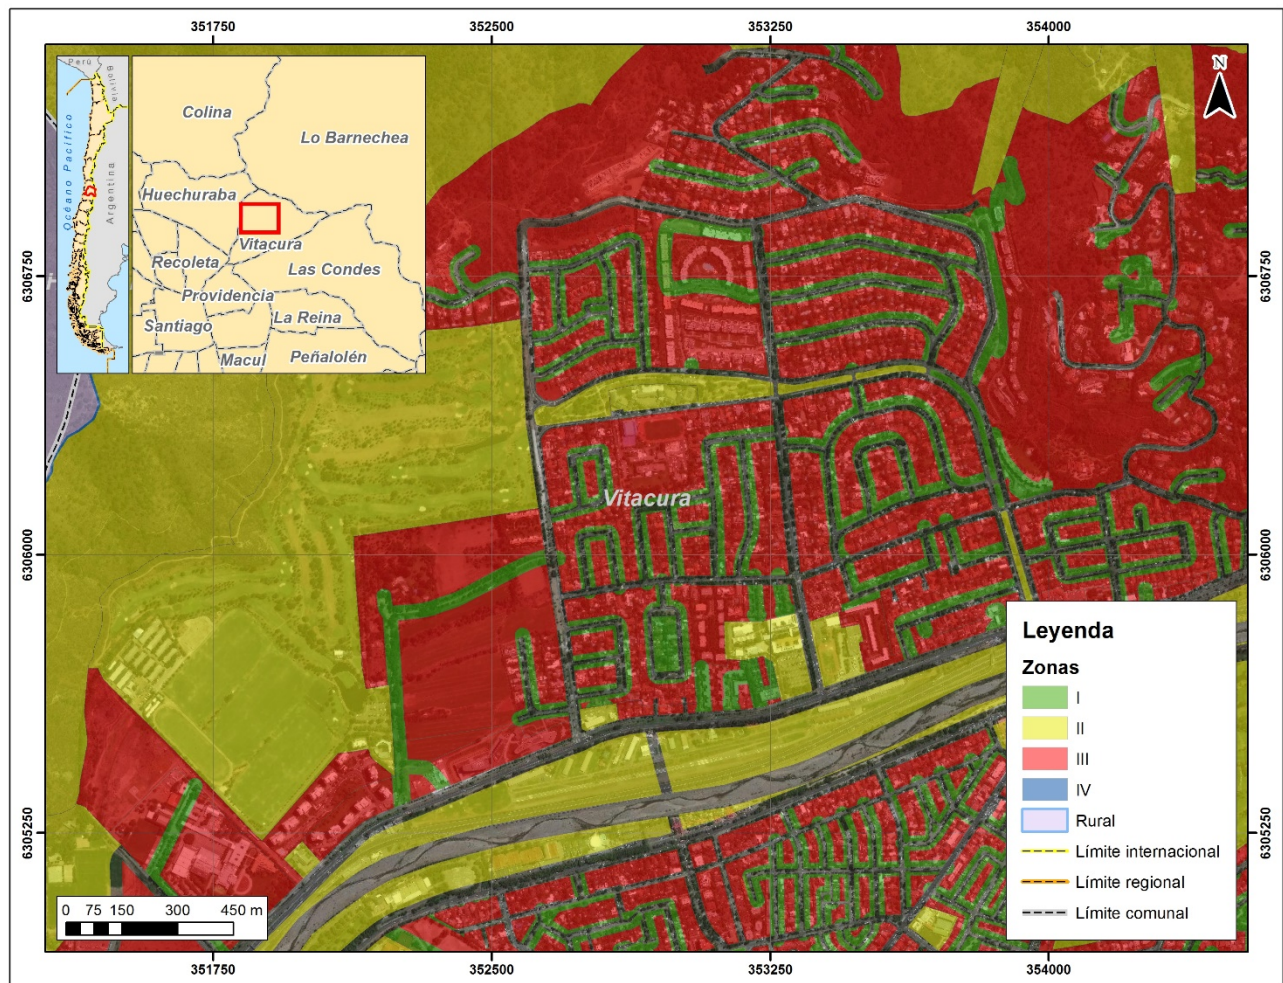 351750
352500
353250
354000
N
Perú
Bolivia
Océano Pacífico
Argentina
Colina
Lo Barnechea
Huechuraba
Vitacura
Recoleta
Las Condes
Providencia
La Reina
Santiago
Macul
Peñalolén
6306750
6306750
Vitacura
6306000
6306000
Leyenda
Zonas
I
II
III
IV
Rural
Límite internacional
Límite regional
Límite comunal
6305250
6305250
0 75 150 300 450 m
351750
352500
353250
354000